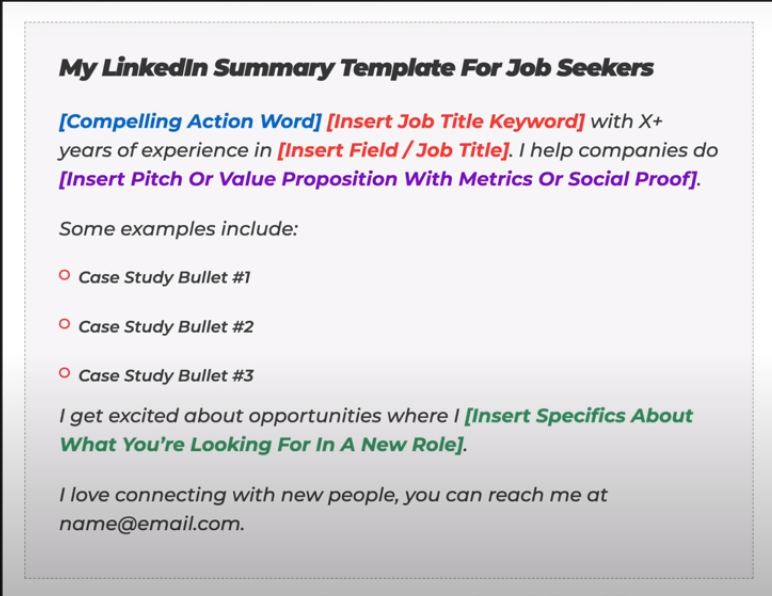 My LinkedIn Summary Template For Job Seekers
[Compelling Action Word] [Insert Job Title Keyword] with X+
years of experience in [Insert Field / Job Title]. I help companies do
[Insert Pitch Or Value Proposition With Metrics Or Social Proof].
Some examples include:
Case Study Bullet #1
Case Study Bullet #2
Case Study Bullet #3
I get excited about opportunities where I [Insert Specifics About
What You're Looking For In A New Role].
I love connecting with new people, you can reach me at
name@email.com.